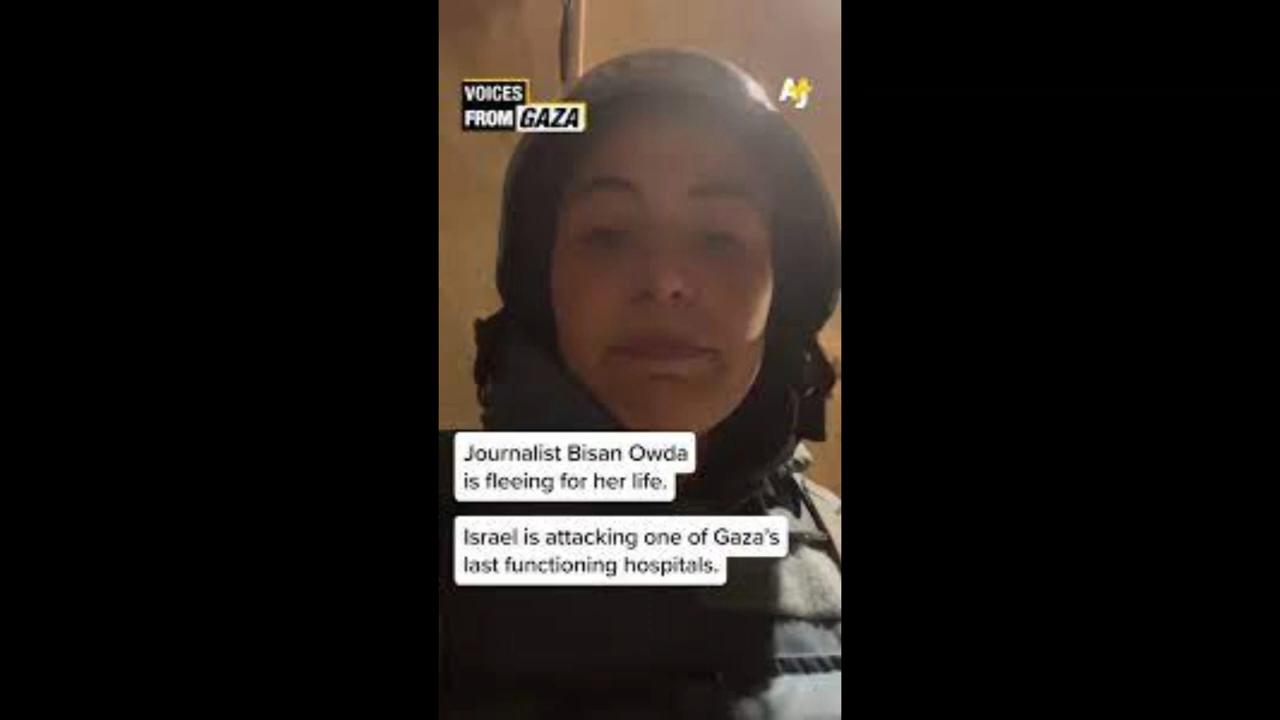 VOICES
FROM GAZA
AJ+
Journalist Bisan Owda
is fleeing for her life.
Israel is attacking one of Gaza's
last functioning hospitals.